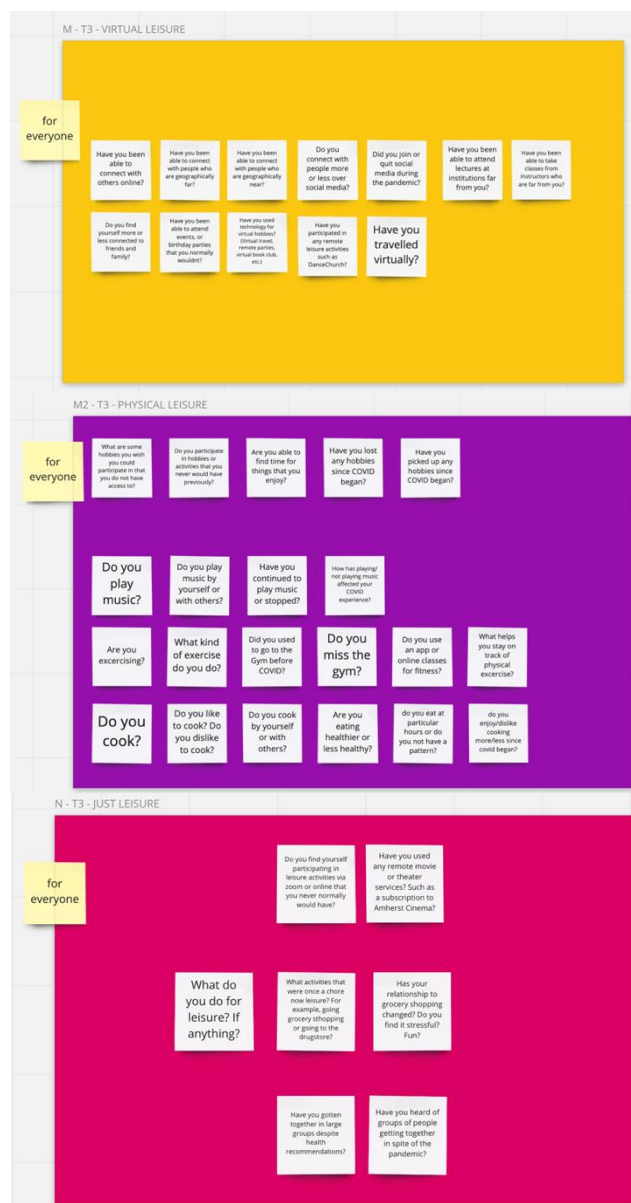 M - T3 - VIRTUAL LEISURE
for
everyone
Have you been
able to
connect with
others online?
Have you been
able to connect
with people who
are geographically
far?
Have you been
able to connect
with people who
are geographically
near?
Do you
connect with
people more
or less over
social media?
Did you join or
quit social
media during
the pandemic?
Have you been
able to attend
lectures at
institutions far
from you?
Have you been
able to take
classes from
instructors who
are far from you?
Do you find
yourself more or
less connected to
friends and
family?
Have you been
able to attend
events, or
birthday parties
that you normally
wouldnt?
Have you used
technology for
virtual hobbies?
(Virtual travel,
remote parties,
virtual book club,
etc.)
Have you
participated in
any remote
leisure activities
such as
DanceChurch?
Have you
travelled
virtually?
M2 - T3 - PHYSICAL LEISURE
for
everyone
What are some
hobbies you wish
you could
participate in that
you do not have
access to?
Do you participate
in hobbies or
activities that you
never would have
previously?
Are you able to
find time for
things that you
enjoy?
Have you lost
any hobbies
since COVID
began?
Have you
picked up any
hobbies since
COVID began?
Do you
play
music?
Do you play
music by
yourself or
with others?
Have you
continued to
play music
or stopped?
How has playing/
not playing music
affected your
COVID
experience?
Are you
excercising?
What kind
of exercise
do you do?
Did you used
to go to the
Gym before
COVID?
Do you
miss the
gym?
Do you use
an app or
online classes
for fitness?
What helps
you stay on
track of
physical
excercise?
Do you
cook?
Do you like
to cook? Do
you dislike
to cook?
Do you cook
by yourself
or with
others?
Are you
eating
healthier or
less healthy?
do you eat at
particular
hours or do
you not have a
pattern?
do you
enjoy/dislike
cooking
more/less since
covid began?
N - T3 - JUST LEISURE
for
everyone
Do you find yourself
participating in
leisure activities via
zoom or online that
you never normally
would have?
Have you used
any remote movie
or theater
services? Such as
a subscription to
Amherst Cinema?
What do
you do for
leisure? If
anything?
What activities that
were once a chore
now leisure? For
example, going
grocery sthopping
or going to the
drugstore?
Has your
relationship to
grocery shopping
changed? Do you
find it stressful?
Fun?
Have you gotten
together in large
groups despite
health
recommendations?
Have you heard of
groups of people
getting together
in spite of the
pandemic?